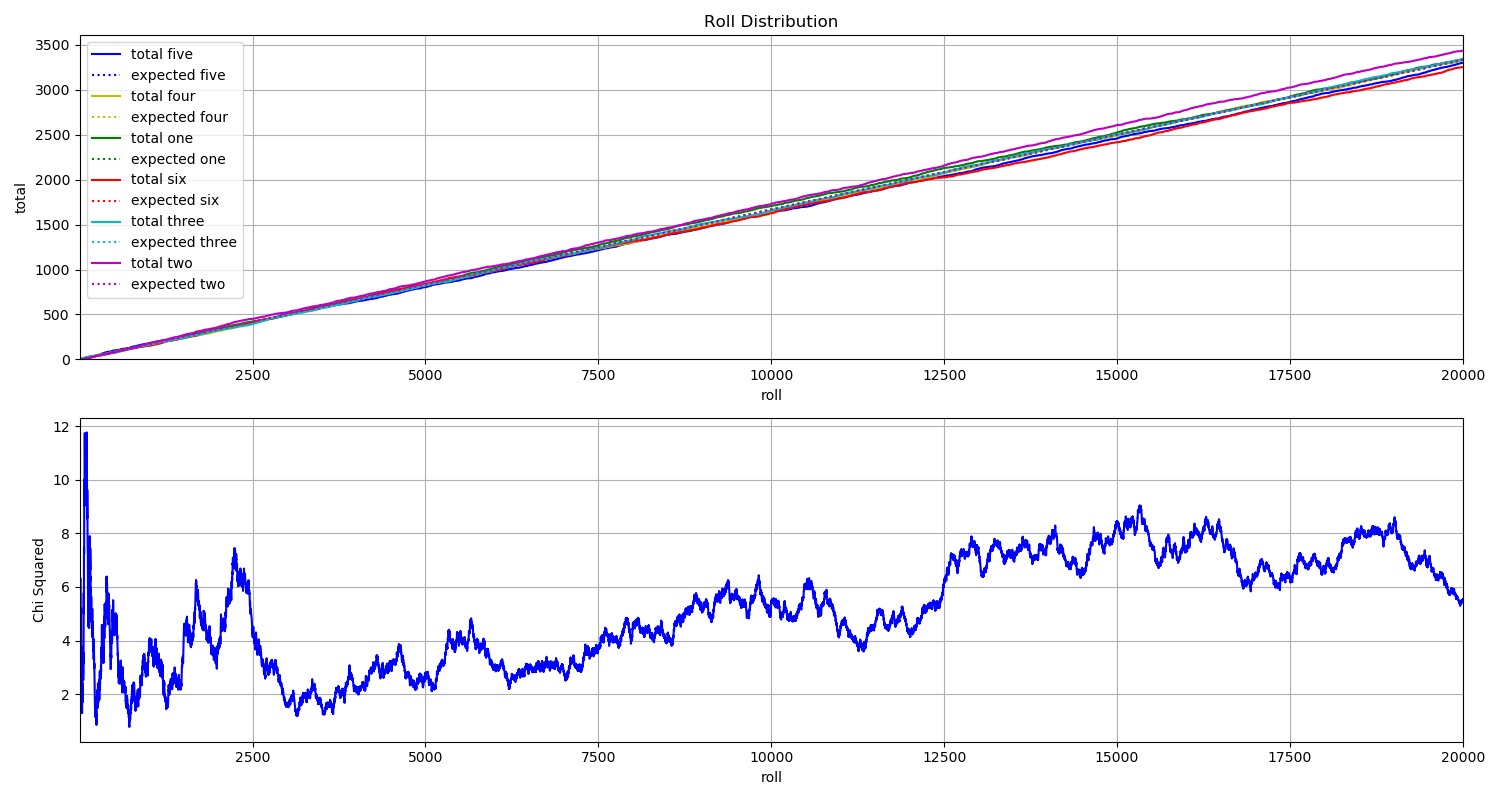 Roll Distribution
total
3500
3000
2500
2000
1500
1000
500
0
total five
expected five
total four
expected four
total one
expected one
total six
expected six
total three
expected three
total two
expected two
2500 5000 7500 10000 12500 15000 17500 20000
roll
Chi Squared
12
10
8
6
4
2
2500 5000 7500 10000 12500 15000 17500 20000
roll